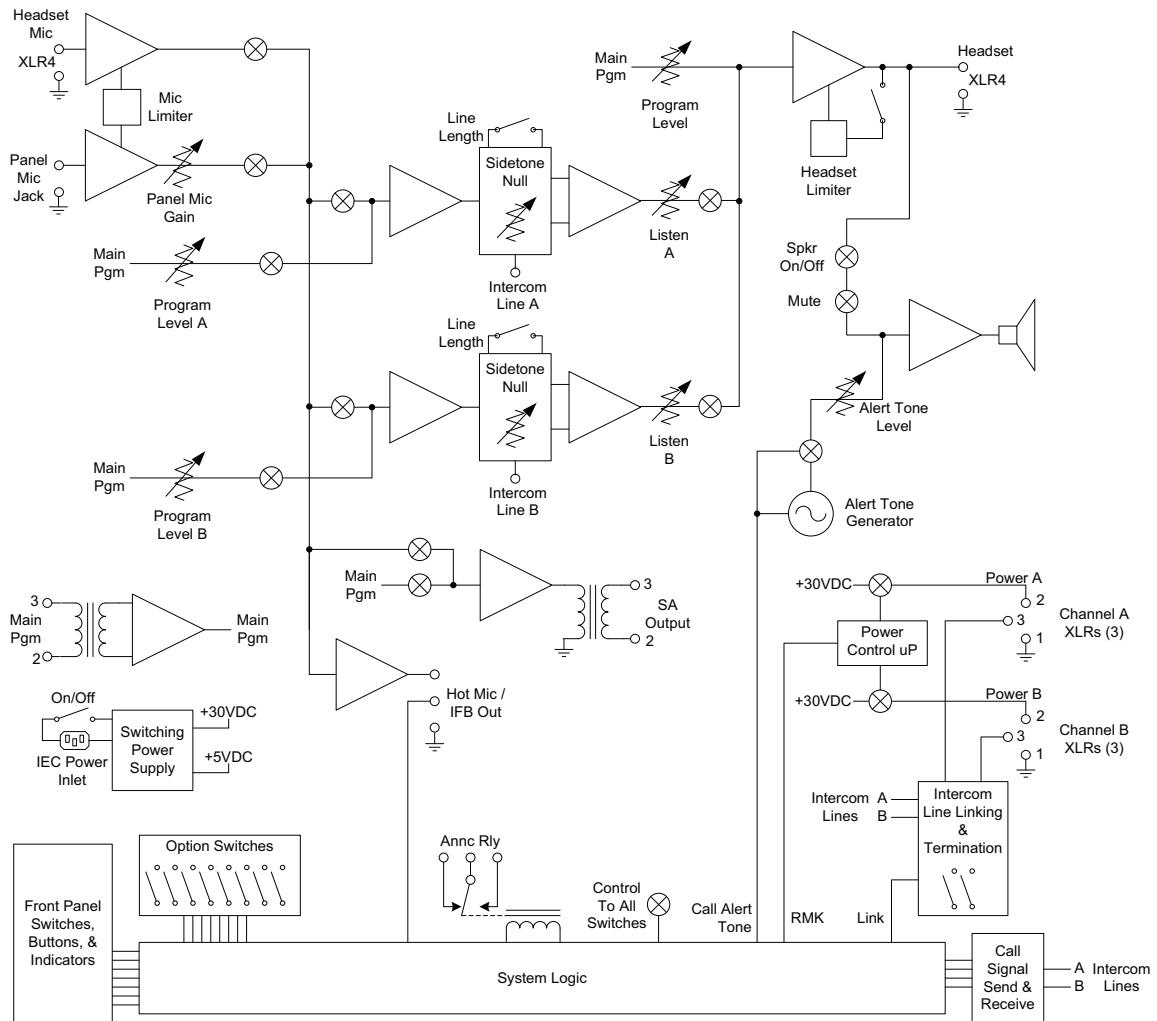 Headset
Mic
XLR4
Mic
Limiter
Panel
Mic
Jack
Panel Mic
Gain
Main
Pgm
Program
Level A
Line
Length
Sidetone
Null
Intercom
Line A
Listen
A
Main
Pgm
Program
Level
Headset
Limiter
Headset
XLR4
Spkr
On/Off
Mute
Alert Tone
Level
Alert Tone
Generator
Line
Length
Sidetone
Null
Intercom
Line B
Listen
B
Main
Pgm
Program
Level B
Main
Pgm
3
SA
Output
2
3
Main
Pgm
2
Main
Pgm
Hot Mic /
IFB Out
On/Off
IEC Power
Inlet
Switching
Power
Supply
+30VDC
+5VDC
+30VDC
Power A
2
3
1
Channel A
XLRs (3)
Power
Control uP
+30VDC
Power B
2
3
1
Channel B
XLRs (3)
Intercom
Lines
A
B
Intercom
Line Linking
&
Termination
Front Panel
Switches,
Buttons, &
Indicators
Option Switches
Annc Rly
Control
To All
Switches
Call Alert
Tone
RMK
Link
System Logic
Call
Signal
Send &
Receive
A
B
Intercom
Lines